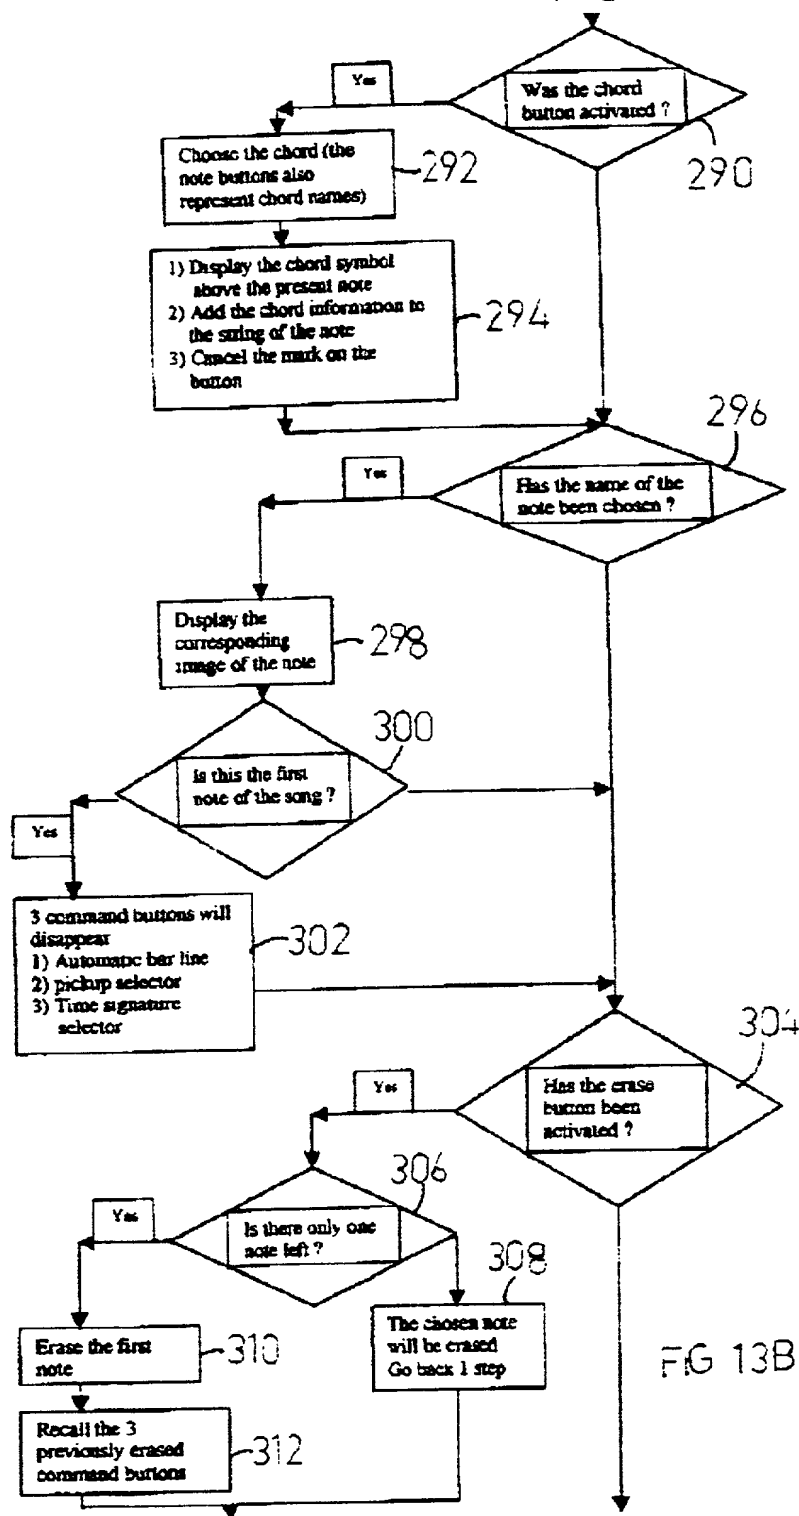 Yes
Was the chord
button activated ?
290
Choose the chord (the
note buttons also
represent chord names)
292
1) Display the chord symbol
above the present note
2) Add the chord information to
the string of the note
3) Cancel the mark on the
button
294
296
Yes
Has the name of the
note been chosen ?
Display the
corresponding
image of the note
298
300
Is this the first
note of the song ?
Yes
3 command buttons will
disappear
1) Automatic bar line
2) pickup selector
3) Time signature
selector
302
304
Yes
Has the erase
button been
activated ?
306
Yes
Is there only one
note left ?
308
The chosen note
will be erased
Go back 1 step
Erase the first
note
310
FIG 13B
Recall the 3
previously erased
command buttons
312